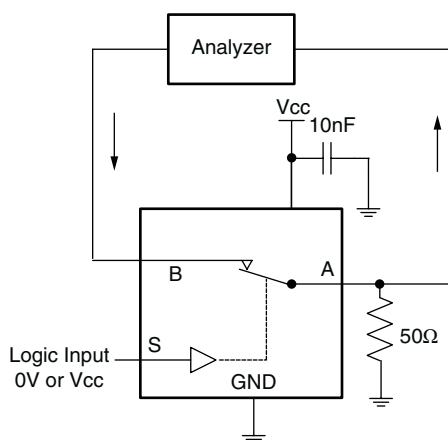 Analyzer
Vcc
10nF
B
A
S
Logic Input
0V or Vcc
GND
50Ω